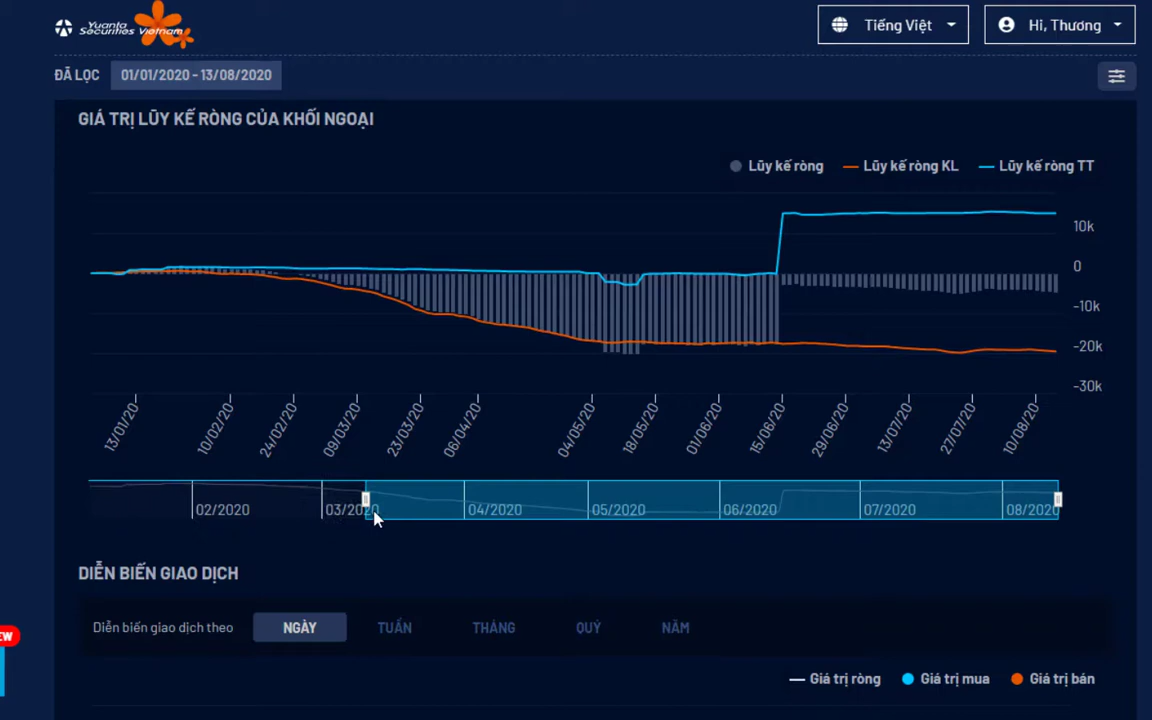 Yuanta
Securities Vietnam
Tiếng Việt
Hi, Thương
ĐÃ LỌC
01/01/2020 - 13/08/2020
GIÁ TRỊ LŨY KẾ RÒNG CỦA KHỐI NGOẠI
Lũy kế ròng
Lũy kế ròng KL
Lũy kế ròng TT
10k
0
-10k
-20k
-30k
13/01/20
10/02/20
24/02/20
09/03/20
23/03/20
06/04/20
04/05/20
18/05/20
01/06/20
15/06/20
29/06/20
13/07/20
27/07/20
10/08/20
02/2020
03/2020
04/2020
05/2020
06/2020
07/2020
08/2020
DIỄN BIẾN GIAO DỊCH
Diễn biến giao dịch theo
NGÀY
TUẦN
THÁNG
QUÝ
NĂM
EW
Giá trị ròng
Giá trị mua
Giá trị bán